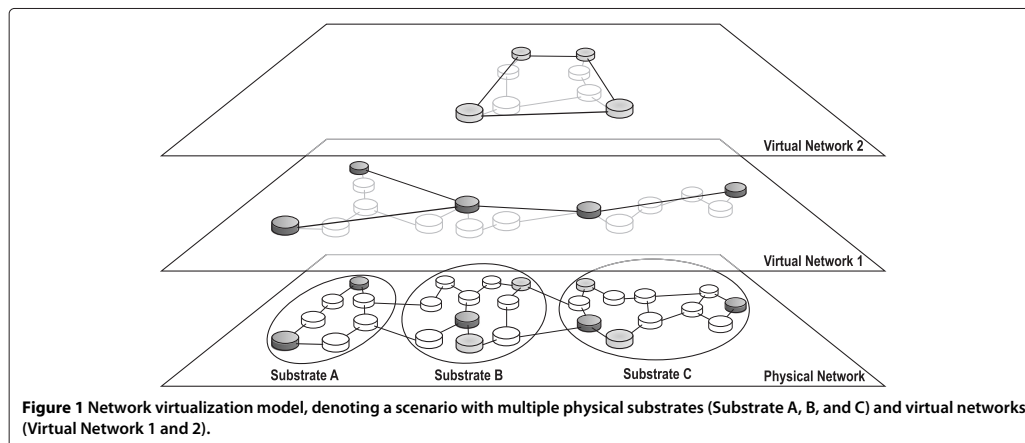 Virtual Network 2
Virtual Network 1
Substrate A
Substrate B
Substrate C
Physical Network
Figure 1 Network virtualization model, denoting a scenario with multiple physical substrates (Substrate A, B, and C) and virtual networks
(Virtual Network 1 and 2).